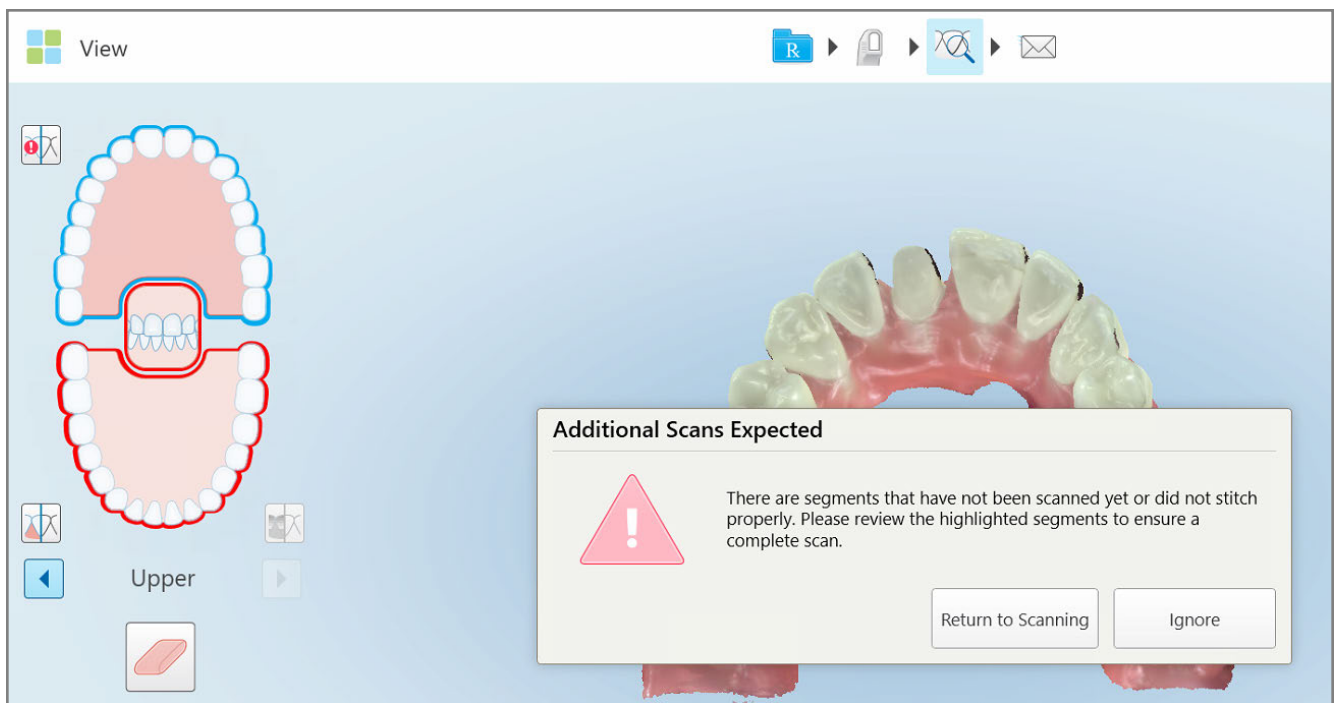 View
R
Additional Scans Expected
There are segments that have not been scanned yet or did not stitch
properly. Please review the highlighted segments to ensure a
complete scan.
Upper
Return to Scanning
Ignore